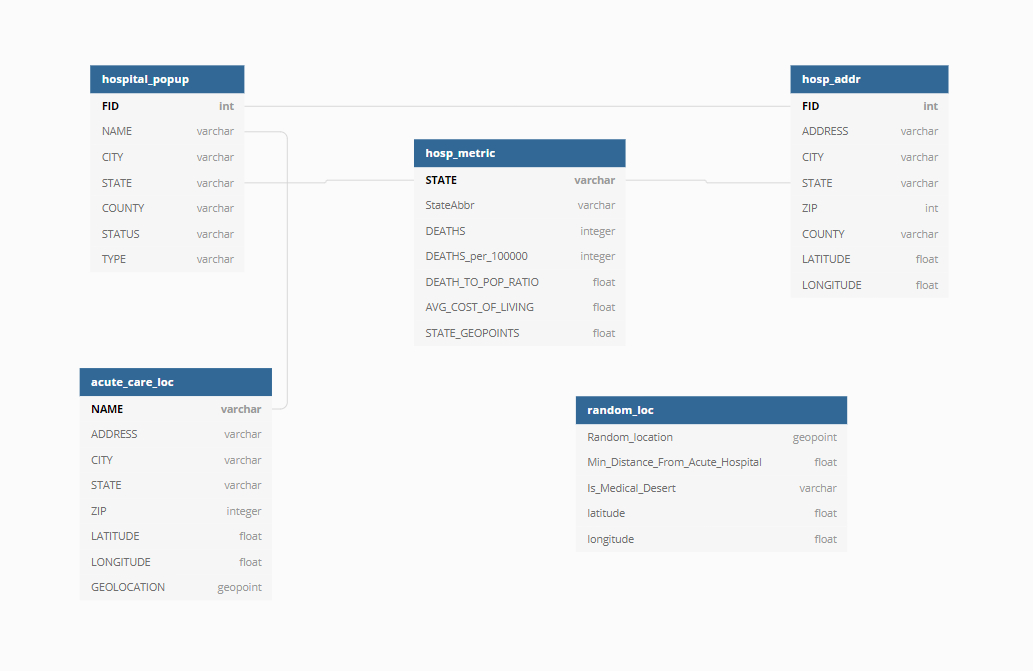 hospital_popup
FID int
NAME varchar
CITY varchar
STATE varchar
COUNTY varchar
STATUS varchar
TYPE varchar
hosp_metric
STATE varchar
StateAbbr varchar
DEATHS integer
DEATHS_per_100000 integer
DEATH_TO_POP_RATIO float
AVG_COST_OF_LIVING float
STATE_GEOPOINTS float
hosp_addr
FID int
ADDRESS varchar
CITY varchar
STATE varchar
ZIP int
COUNTY varchar
LATITUDE float
LONGITUDE float
acute_care_loc
NAME varchar
ADDRESS varchar
CITY varchar
STATE varchar
ZIP integer
LATITUDE float
LONGITUDE float
GEOLOCATION geopoint
random_loc
Random_location geopoint
Min_Distance_From_Acute_Hospital float
Is_Medical_Desert varchar
latitude float
longitude float